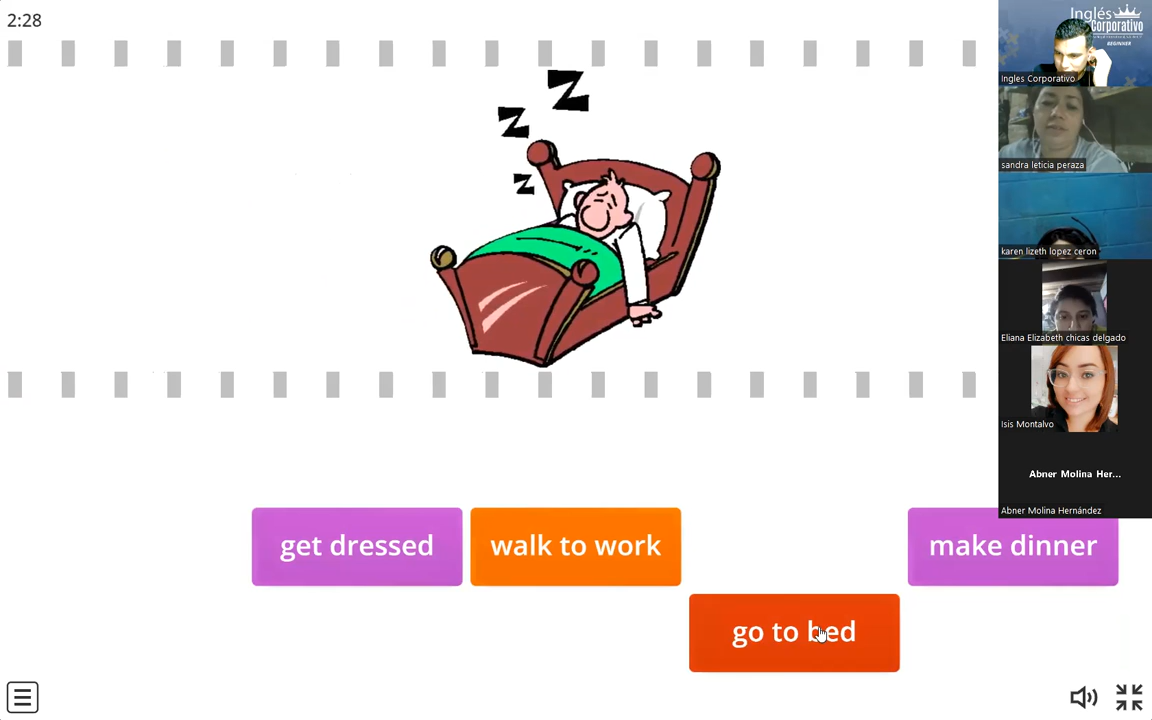 2:28
Inglés
Corporativo
BEGINNER
Ingles Corporativo
sandra leticia peraza
karen lizeth lopez ceron
Eliana Elizabeth chicas delgado
Isis Montalvo
Abner Molina Her...
Abner Molina Hernández
Z
Z
Z
get dressed
walk to work
make dinner
go to bed